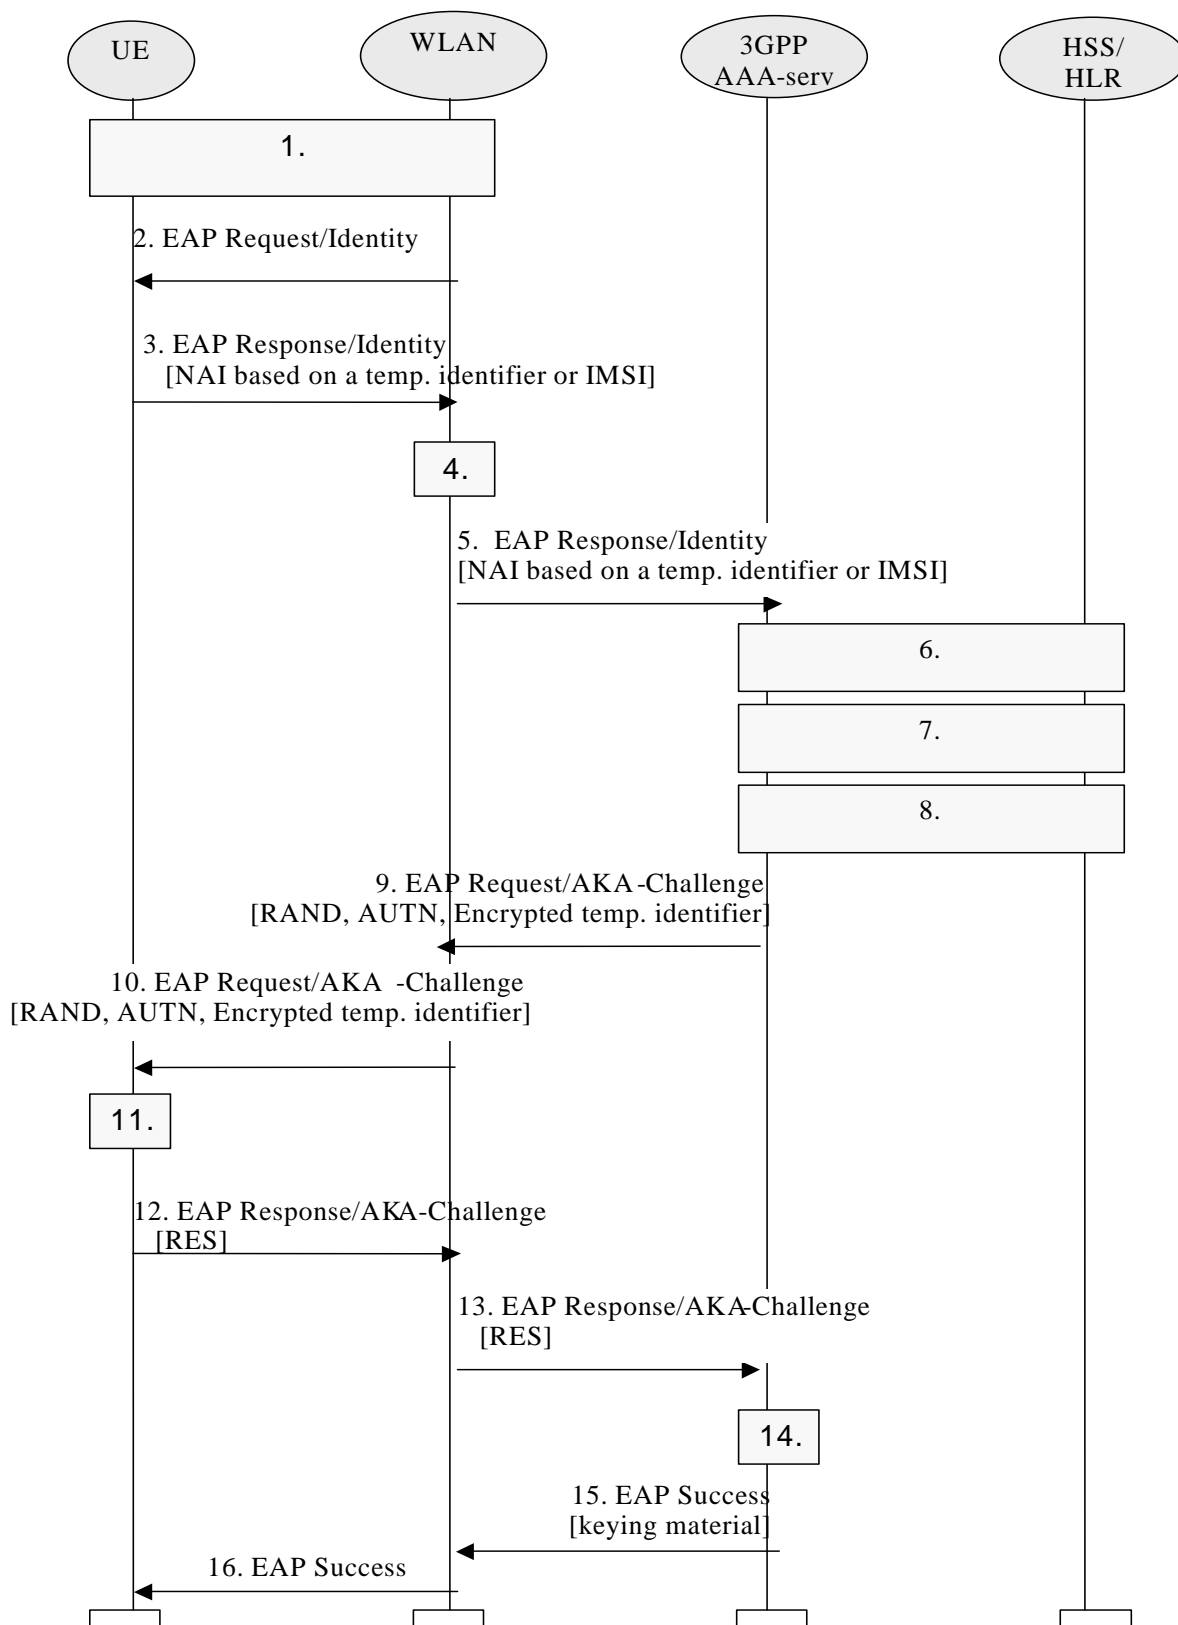 UE
WLAN
3GPP
AAA-serv
HSS/
HLR
1.
2. EAP Request/Identity
3. EAP Response/Identity
[NAI based on a temp. identifier or IMSI]
4.
5. EAP Response/Identity
[NAI based on a temp. identifier or IMSI]
6.
7.
8.
9. EAP Request/AKA-Challenge
[RAND, AUTN, Encrypted temp. identifier]
10. EAP Request/AKA -Challenge
[RAND, AUTN, Encrypted temp. identifier]
11.
12. EAP Response/AKA-Challenge
[RES]
13. EAP Response/AKA-Challenge
[RES]
14.
15. EAP Success
[keying material]
16. EAP Success